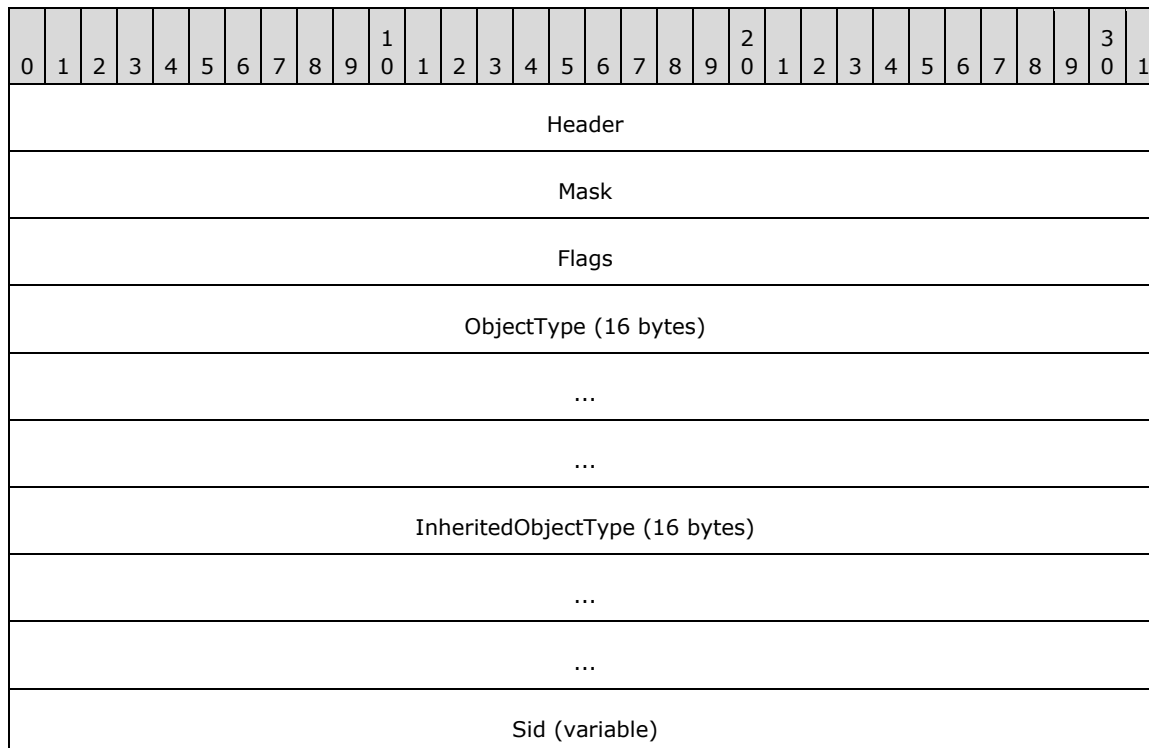 1 2 3
0 1 2 3 4 5 6 7 8 9 0 1 2 3 4 5 6 7 8 9 0 1 2 3 4 5 6 7 8 9 0 1
Header
Mask
Flags
ObjectType (16 bytes)
...
...
InheritedObjectType (16 bytes)
...
...
Sid (variable)